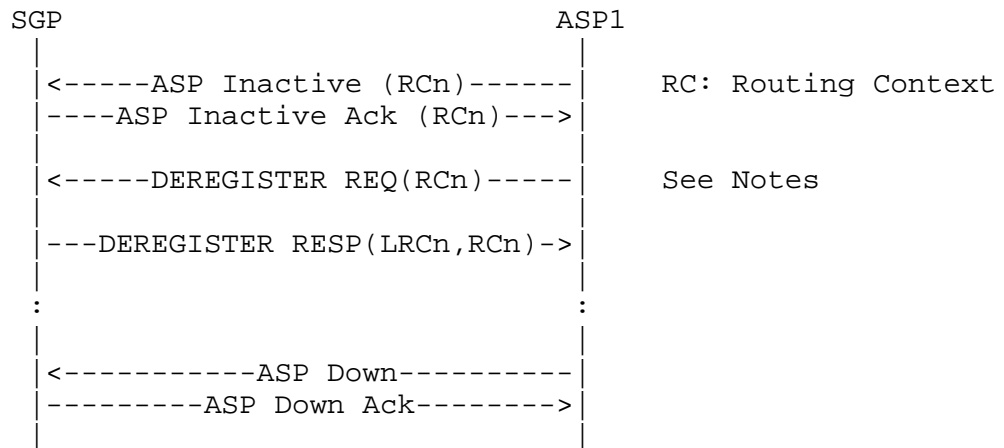 SGP                                    ASP1
 |                                      |
 |<-----ASP Inactive (RCn)------|    RC: Routing Context
 |----ASP Inactive Ack (RCn)--->|
 |                                      |
 |<-----DEREGISTER REQ(RCn)-----|    See Notes
 |                                      |
 |---DEREGISTER RESP(LRCn,RCn)->|
 |                                      |
 :                                      :
 |                                      |
 |<-----------ASP Down----------|
 |---------ASP Down Ack-------->|
 |                                      |